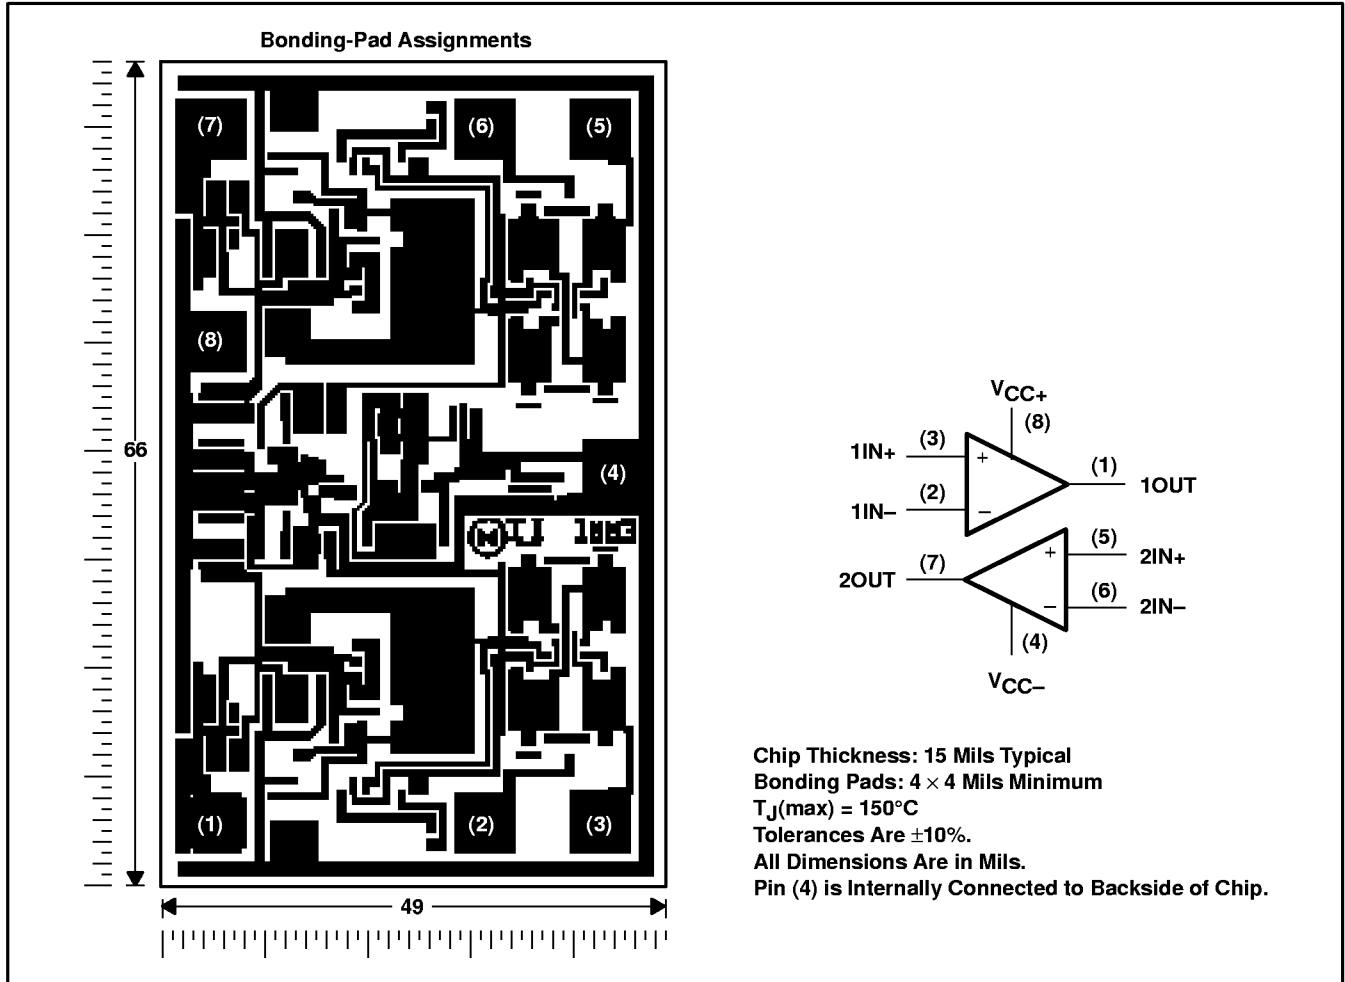 Bonding-Pad Assignments
(7)
(6)
(5)
(8)
66
(4)
TI
(1)
(2)
(3)
49
VCC+
(8)
1IN+
(3)
+
(1)
1OUT
1IN–
(2)
–
2OUT
(7)
+
(5)
2IN+
–
(6)
2IN–
(4)
VCC–
Chip Thickness: 15 Mils Typical
Bonding Pads: 4 × 4 Mils Minimum
TJ(max) = 150°C
Tolerances Are ±10%.
All Dimensions Are in Mils.
Pin (4) is Internally Connected to Backside of Chip.